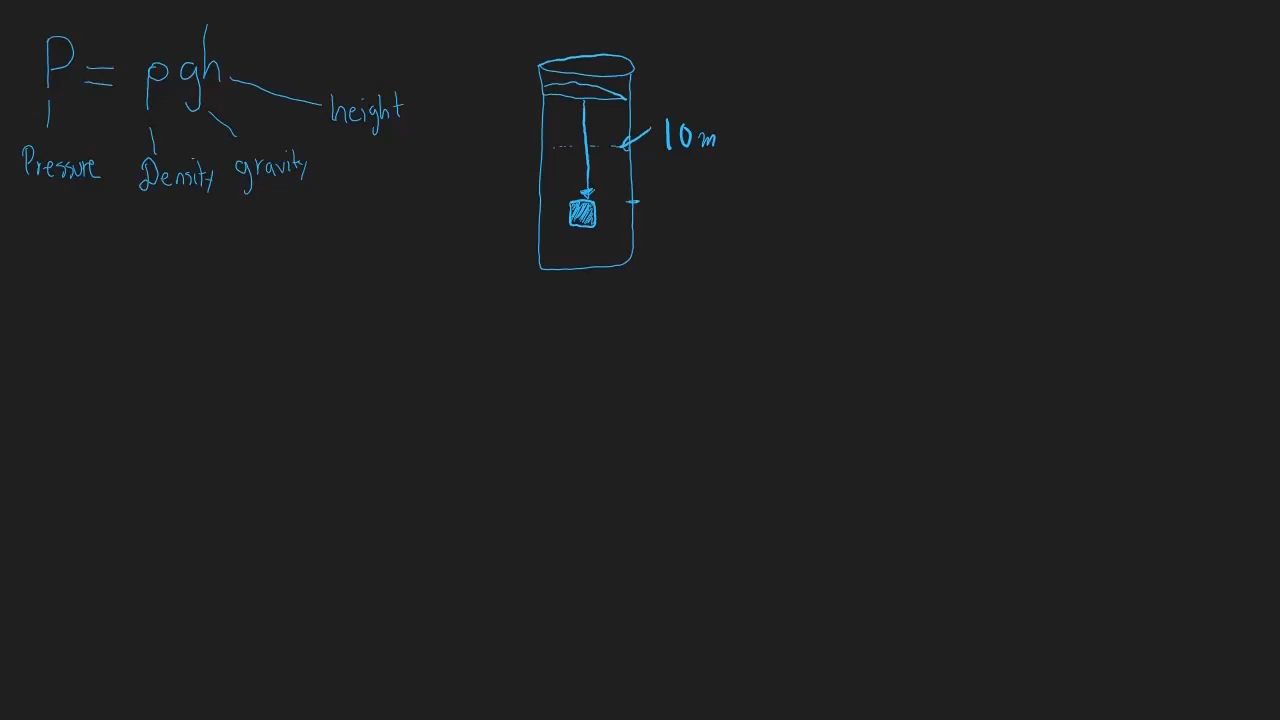 P = ρgh
height
Pressure Density gravity
10m